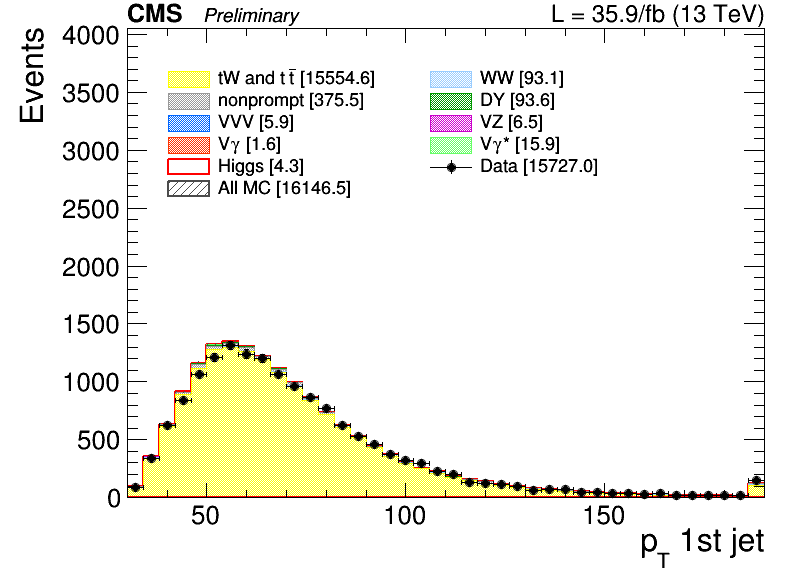 CMS Preliminary L = 35.9/fb (13 TeV)
Events
4000
3500
3000
2500
2000
1500
1000
500
0
tW and t t̄ [15554.6]
WW [93.1]
nonprompt [375.5]
DY [93.6]
VVV [5.9]
VZ [6.5]
Vγ [1.6]
Vγ* [15.9]
Higgs [4.3]
Data [15727.0]
All MC [16146.5]
50 100 150
p_T 1st jet